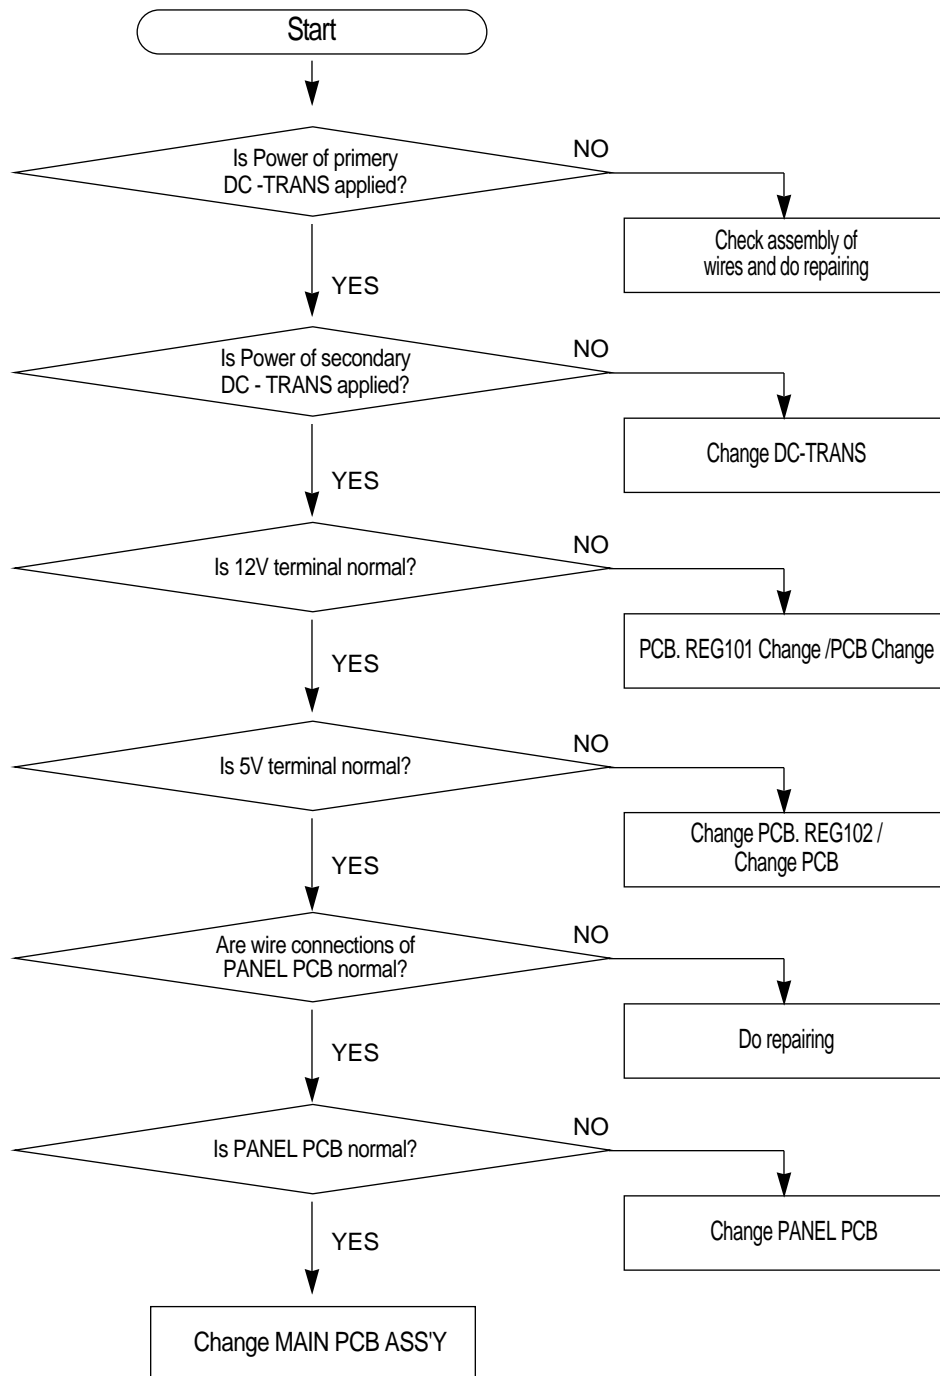 Start
Is Power of primery
DC -TRANS applied?
NO
Check assembly of
wires and do repairing
YES
Is Power of secondary
DC - TRANS applied?
NO
Change DC-TRANS
YES
Is 12V terminal normal?
NO
PCB. REG101 Change /PCB Change
YES
Is 5V terminal normal?
NO
Change PCB. REG102 /
Change PCB
YES
Are wire connections of
PANEL PCB normal?
NO
Do repairing
YES
Is PANEL PCB normal?
NO
Change PANEL PCB
YES
Change MAIN PCB ASS'Y